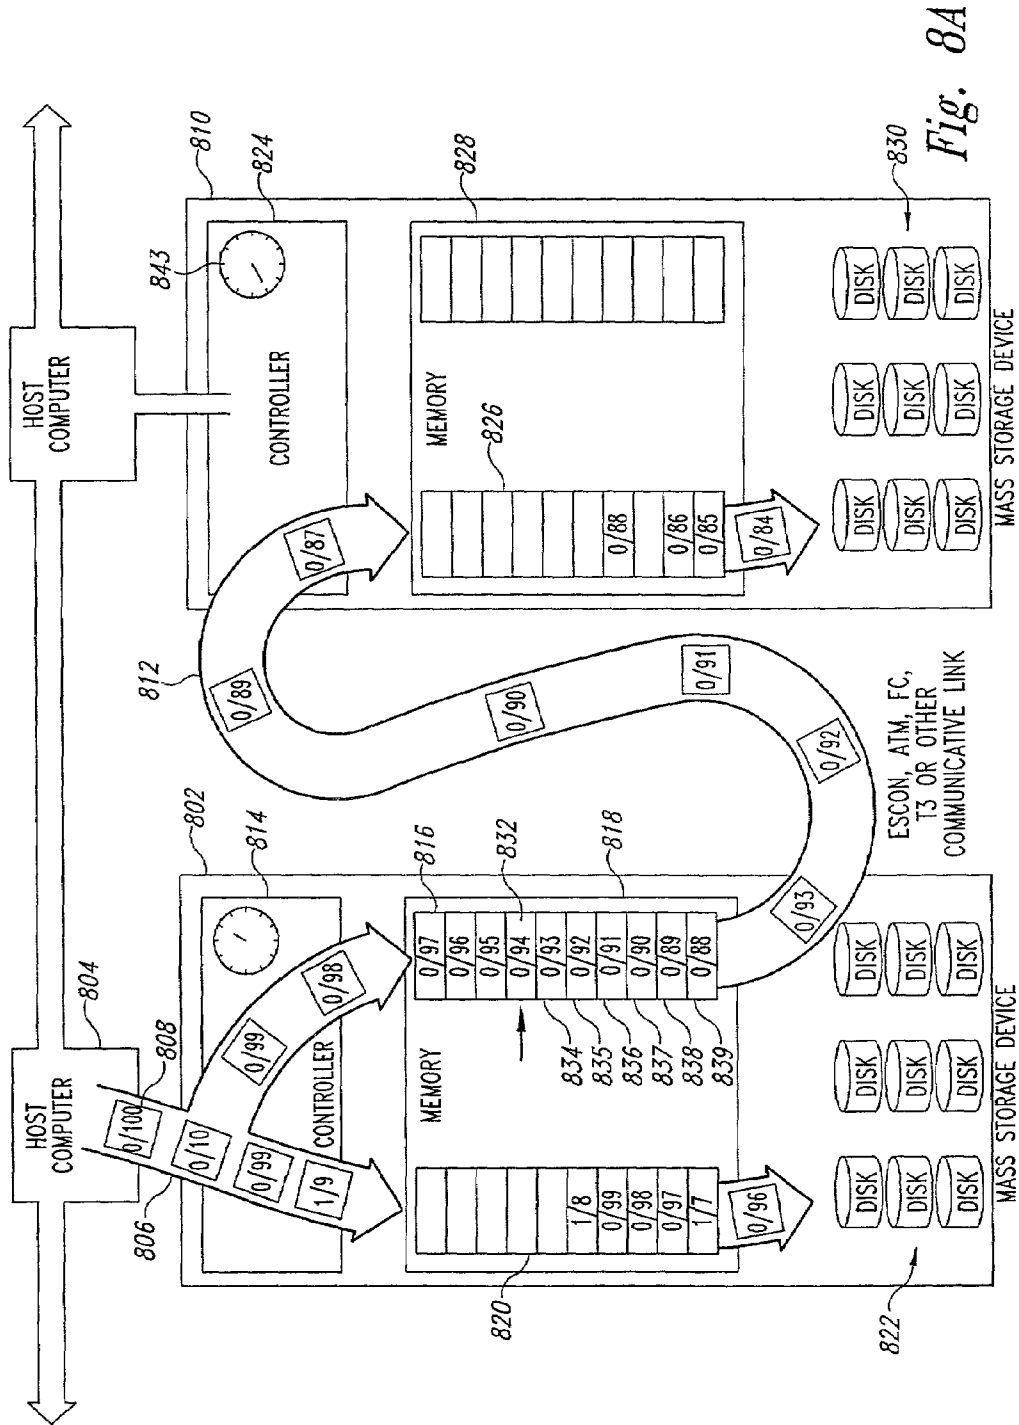 HOST
COMPUTER
804
806
808
0/100
0/10
0/99
1/9
0/99
0/98
CONTROLLER
814
802
MEMORY
816
832
818
0/97
0/96
0/95
0/94
0/93
0/92
0/91
0/90
0/89
0/88
834
835
836
837
838
839
1/8
0/99
0/98
0/97
1/7
0/96
820
DISK
DISK
DISK
DISK
DISK
DISK
DISK
DISK
DISK
822
MASS STORAGE DEVICE
0/93
0/92
0/91
0/90
0/89
0/87
812
ESCON, ATM, FC,
T3 OR OTHER
COMMUNICATIVE LINK
HOST
COMPUTER
810
824
843
CONTROLLER
828
MEMORY
826
0/88
0/86
0/85
0/84
830
DISK
DISK
DISK
DISK
DISK
DISK
DISK
DISK
DISK
MASS STORAGE DEVICE
Fig. 8A